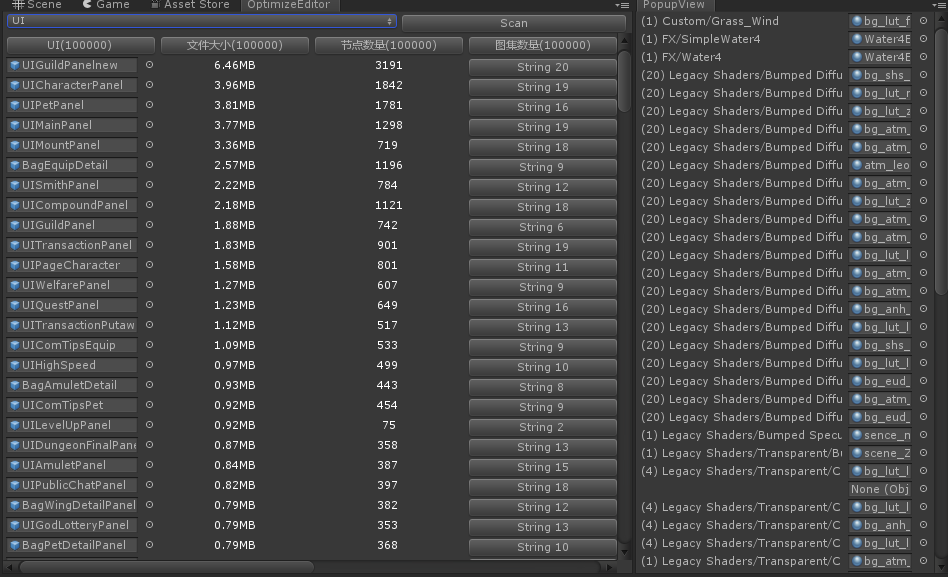 Scene Game Asset Store OptimizeEditor
UI
Scan
UI(100000) 文件大小(100000) 节点数量(100000) 图集数量(100000)
UIGuildPanelnew 6.46MB 3191 String 20
UICharacterPanel 3.96MB 1842 String 19
UIPetPanel 3.81MB 1781 String 16
UIMainPanel 3.77MB 1298 String 19
UIMountPanel 3.36MB 719 String 18
BagEquipDetail 2.57MB 1196 String 9
UISmithPanel 2.22MB 784 String 12
UICompoundPanel 2.18MB 1121 String 18
UIGuildPanel 1.88MB 742 String 6
UITransactionPanel 1.83MB 901 String 19
UIPageCharacter 1.58MB 801 String 11
UIWelfarePanel 1.27MB 607 String 9
UIQuestPanel 1.23MB 649 String 16
UITransactionPutaw 1.12MB 517 String 13
UIComTipsEquip 1.09MB 533 String 9
UIHighSpeed 0.97MB 499 String 10
BagAmuletDetail 0.93MB 443 String 8
UIComTipsPet 0.92MB 454 String 9
UILevelUpPanel 0.92MB 75 String 2
UIDungeonFinalPane 0.87MB 358 String 13
UIAmuletPanel 0.84MB 387 String 15
UIPublicChatPanel 0.82MB 397 String 18
BagWingDetailPanel 0.79MB 382 String 12
UIGodLotteryPanel 0.79MB 353 String 13
BagPetDetailPanel 0.79MB 368 String 10
PopupView
(1) Custom/Grass_Wind bg_lut_f
(1) FX/SimpleWater4 Water4E
(1) FX/Water4 Water4E
(20) Legacy Shaders/Bumped Diffu bg_shs_
(20) Legacy Shaders/Bumped Diffu bg_lut_r
(20) Legacy Shaders/Bumped Diffu bg_lut_z
(20) Legacy Shaders/Bumped Diffu bg_atm_
(20) Legacy Shaders/Bumped Diffu bg_atm_
(20) Legacy Shaders/Bumped Diffu atm_leo
(20) Legacy Shaders/Bumped Diffu bg_atm_
(20) Legacy Shaders/Bumped Diffu bg_lut_z
(20) Legacy Shaders/Bumped Diffu bg_atm_
(20) Legacy Shaders/Bumped Diffu bg_atm_
(20) Legacy Shaders/Bumped Diffu bg_lut_l
(20) Legacy Shaders/Bumped Diffu bg_atm_
(20) Legacy Shaders/Bumped Diffu bg_atm_
(20) Legacy Shaders/Bumped Diffu bg_anh_
(20) Legacy Shaders/Bumped Diffu bg_lut_l
(20) Legacy Shaders/Bumped Diffu bg_shs_
(20) Legacy Shaders/Bumped Diffu bg_lut_l
(20) Legacy Shaders/Bumped Diffu bg_eud_
(20) Legacy Shaders/Bumped Diffu bg_atm_
(20) Legacy Shaders/Bumped Diffu bg_eud_
(1) Legacy Shaders/Bumped Specu sence_n
(1) Legacy Shaders/Transparent/Bu scene_Z
(4) Legacy Shaders/Transparent/C bg_lut_l
None (Obj
(4) Legacy Shaders/Transparent/C bg_lut_l
(4) Legacy Shaders/Transparent/C bg_anh_
(4) Legacy Shaders/Transparent/C bg_lut_l
(1) Legacy Shaders/Transparent/C bg_atm_